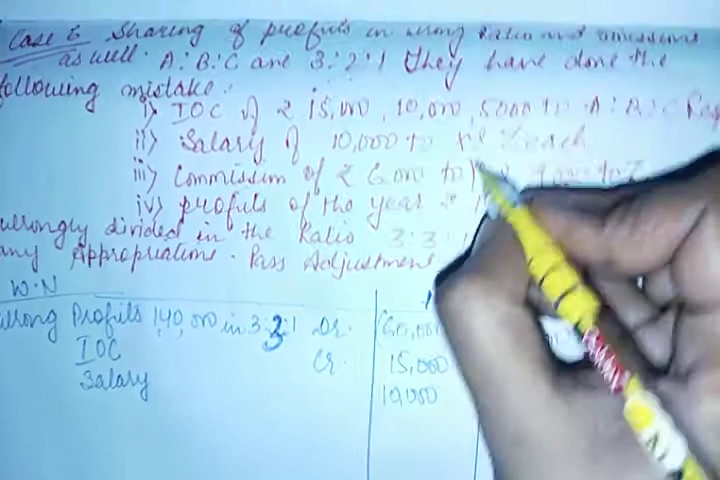 Case 6 Sharing of profits in wrong ratio and omissions
as well. A:B:C are 3:2:1 they have done the
following mistake:
i) IOC of ₹ 15,000, 10,000, 5000 to A:B:C
ii) Salary of 10,000 to each
iii) Commission of ₹ 6,000 to
iv) profits of the year ₹
wrongly divided in the Ratio 3:3:1
any Appropriations. Pass Adjustment
W.N
wrong Profits 140,000 in 3:3:1 Dr. 60,000
IOC Cr. 15,000
Salary 10,000